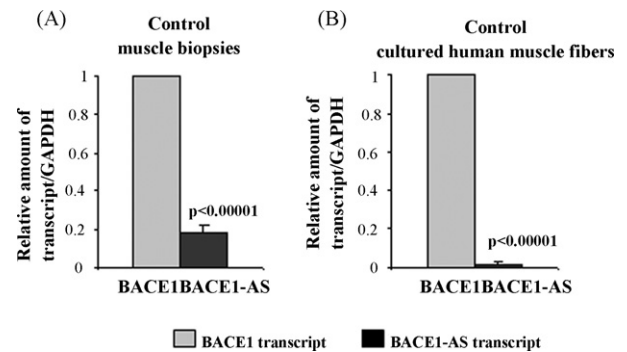 (A)
Control
muscle biopsies
Relative amount of
transcript/GAPDH
1
0.8
0.6
0.4
0.2
0
p<0.00001
BACE1BACE1-AS
(B)
Control
cultured human muscle fibers
Relative amount of
transcript/GAPDH
1
0.8
0.6
0.4
0.2
0
p<0.00001
BACE1BACE1-AS
BACE1 transcript
BACE1-AS transcript